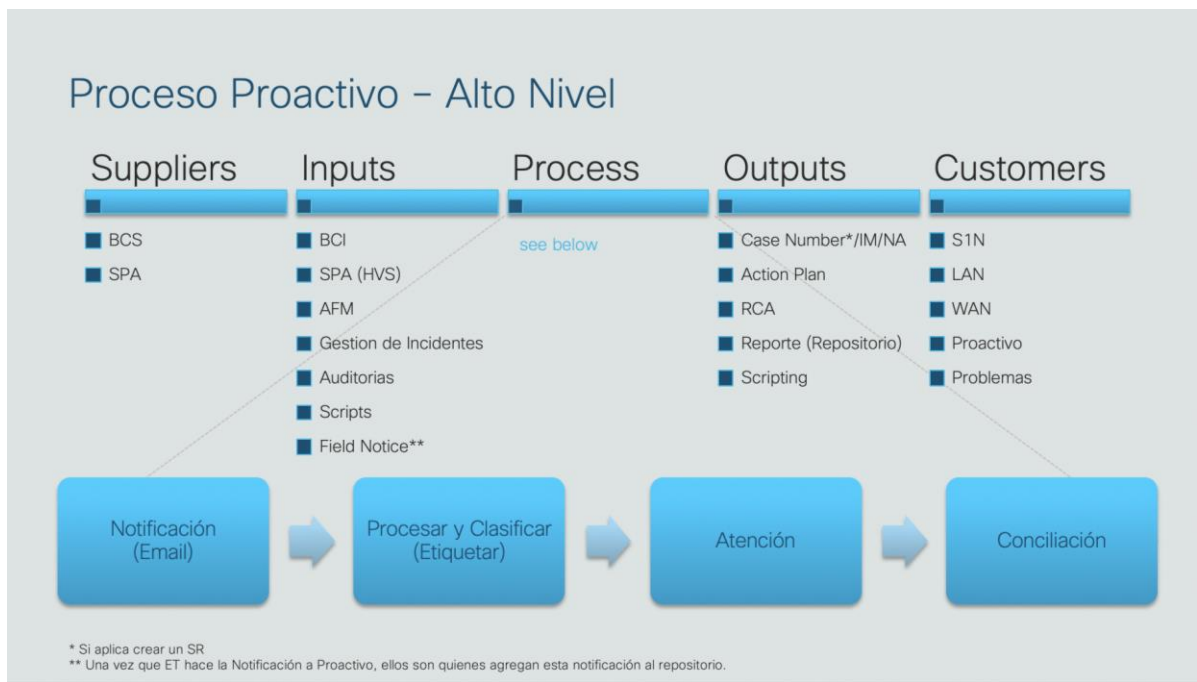 Proceso Proactivo – Alto Nivel
Suppliers
BCS
SPA
Inputs
BCI
SPA (HVS)
AFM
Gestion de Incidentes
Auditorias
Scripts
Field Notice**
Process
see below
Outputs
Case Number*/IM/NA
Action Plan
RCA
Reporte (Repositorio)
Scripting
Customers
S1N
LAN
WAN
Proactivo
Problemas
Notificación
(Email)
Procesar y Clasificar
(Etiquetar)
Atención
Conciliación
* Si aplica crear un SR
** Una vez que ET hace la Notificación a Proactivo, ellos son quienes agregan esta notificación al repositorio.